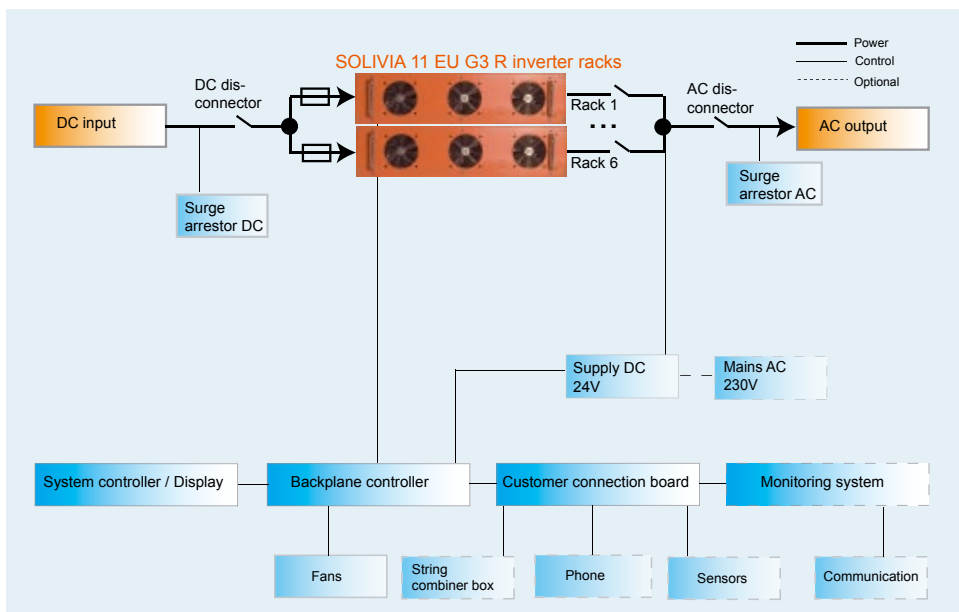 SOLIVIA 11 EU G3 R inverter racks
Power
Control
Optional
DC dis-
connector
AC dis-
connector
DC input
Rack 1
...
Rack 6
AC output
Surge
arrestor DC
Surge
arrestor AC
Supply DC
24V
Mains AC
230V
System controller / Display
Backplane controller
Customer connection board
Monitoring system
Fans
String
combiner box
Phone
Sensors
Communication